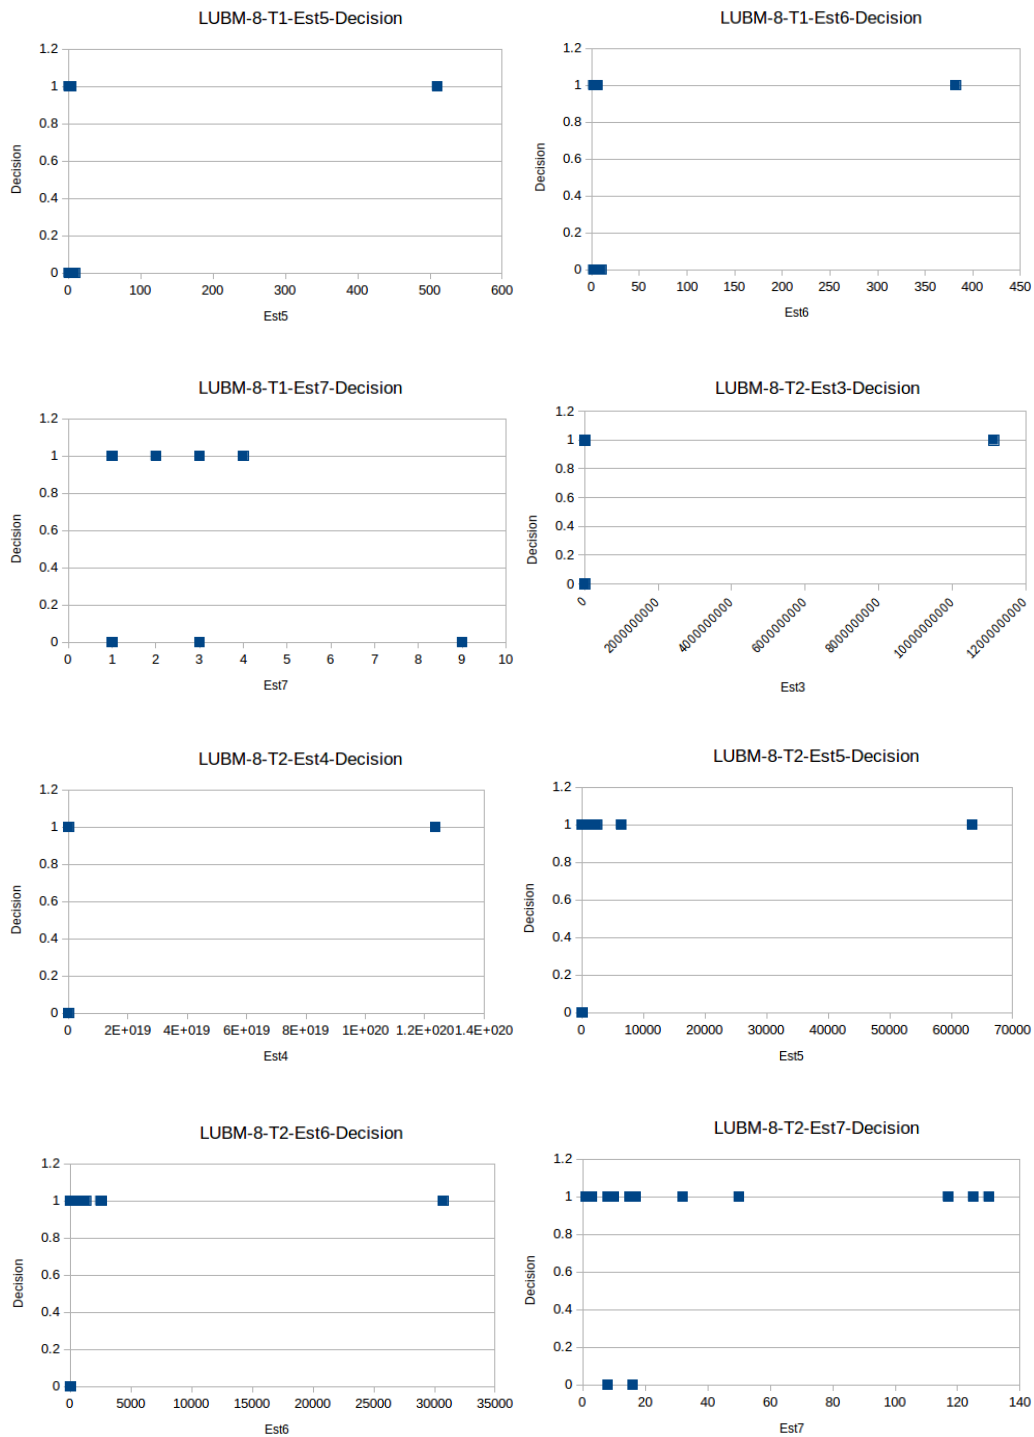 LUBM-8-T1-Est5-Decision
1.2
1
0.8
0.6
0.4
0.2
0
Decision
0 100 200 300 400 500 600
Est5
LUBM-8-T1-Est6-Decision
1.2
1
0.8
0.6
0.4
0.2
0
Decision
0 50 100 150 200 250 300 350 400 450
Est6
LUBM-8-T1-Est7-Decision
1.2
1
0.8
0.6
0.4
0.2
0
Decision
0 1 2 3 4 5 6 7 8 9 10
Est7
LUBM-8-T2-Est3-Decision
1.2
1
0.8
0.6
0.4
0.2
0
Decision
0 2000000000 4000000000 6000000000 8000000000 10000000000 12000000000
Est3
LUBM-8-T2-Est4-Decision
1.2
1
0.8
0.6
0.4
0.2
0
Decision
0 2E+019 4E+019 6E+019 8E+019 1E+020 1.2E+020 1.4E+020
Est4
LUBM-8-T2-Est5-Decision
1.2
1
0.8
0.6
0.4
0.2
0
Decision
0 10000 20000 30000 40000 50000 60000 70000
Est5
LUBM-8-T2-Est6-Decision
1.2
1
0.8
0.6
0.4
0.2
0
Decision
0 5000 10000 15000 20000 25000 30000 35000
Est6
LUBM-8-T2-Est7-Decision
1.2
1
0.8
0.6
0.4
0.2
0
Decision
0 20 40 60 80 100 120 140
Est7